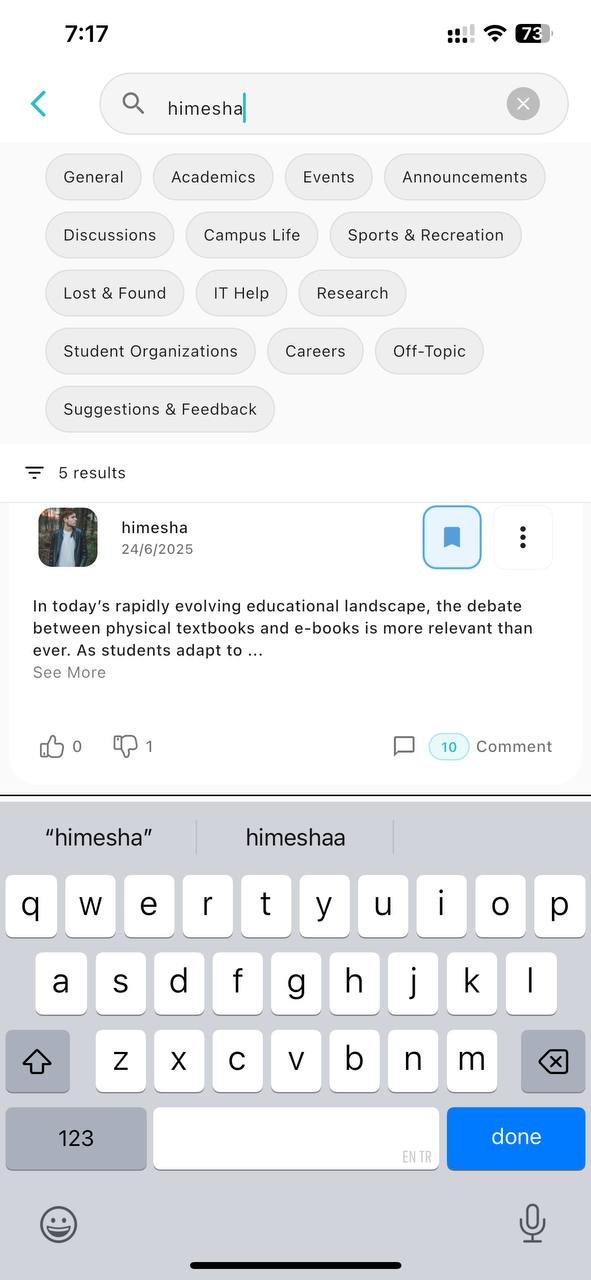 7:17
73
himesha
General Academics Events Announcements
Discussions Campus Life Sports & Recreation
Lost & Found IT Help Research
Student Organizations Careers Off-Topic
Suggestions & Feedback
5 results
himesha
24/6/2025
In today’s rapidly evolving educational landscape, the debate
between physical textbooks and e-books is more relevant than
ever. As students adapt to ...
See More
0 1 10 Comment
“himesha” himeshaa
q w e r t y u i o p
a s d f g h j k l
z x c v b n m
123 EN TR done